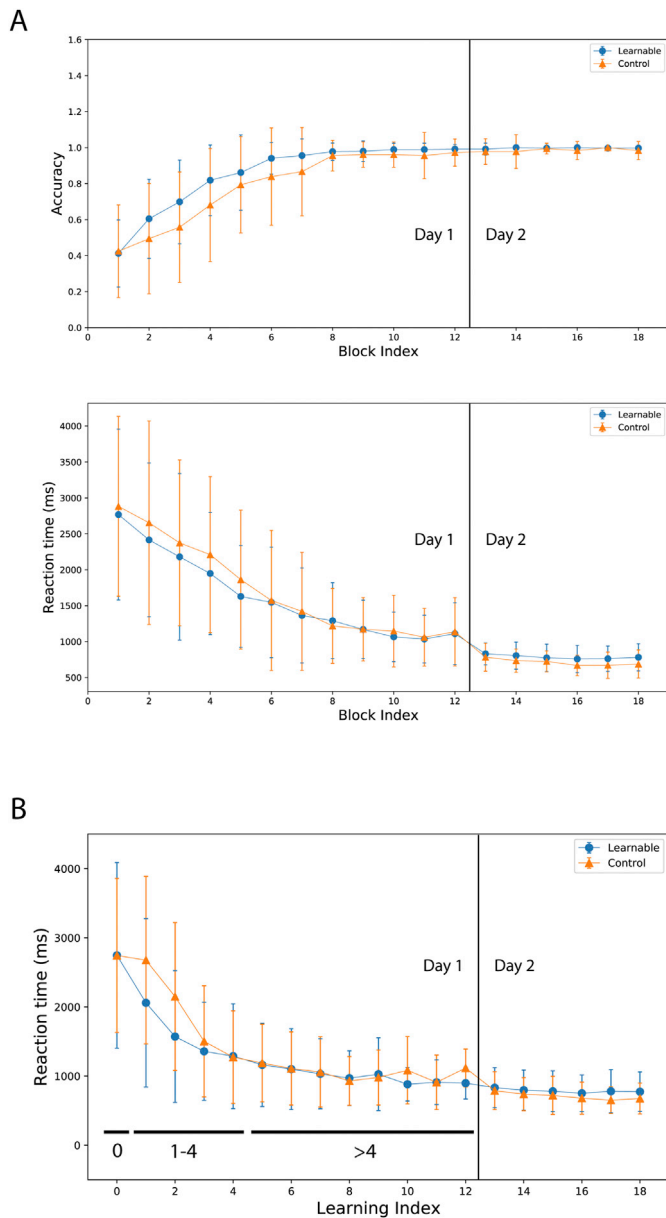 A
1.6
1.4
1.2
1.0
0.8
0.6
0.4
0.2
0.0
Accuracy
Learnable
Control
Day 1
Day 2
0 2 4 6 8 10 12 14 16 18
Block Index
4000
3500
3000
2500
2000
1500
1000
500
Reaction time (ms)
Learnable
Control
Day 1
Day 2
0 2 4 6 8 10 12 14 16 18
Block Index
B
4000
3000
2000
1000
0
Reaction time (ms)
Learnable
Control
Day 1
Day 2
0
1-4
>4
0 2 4 6 8 10 12 14 16 18
Learning Index